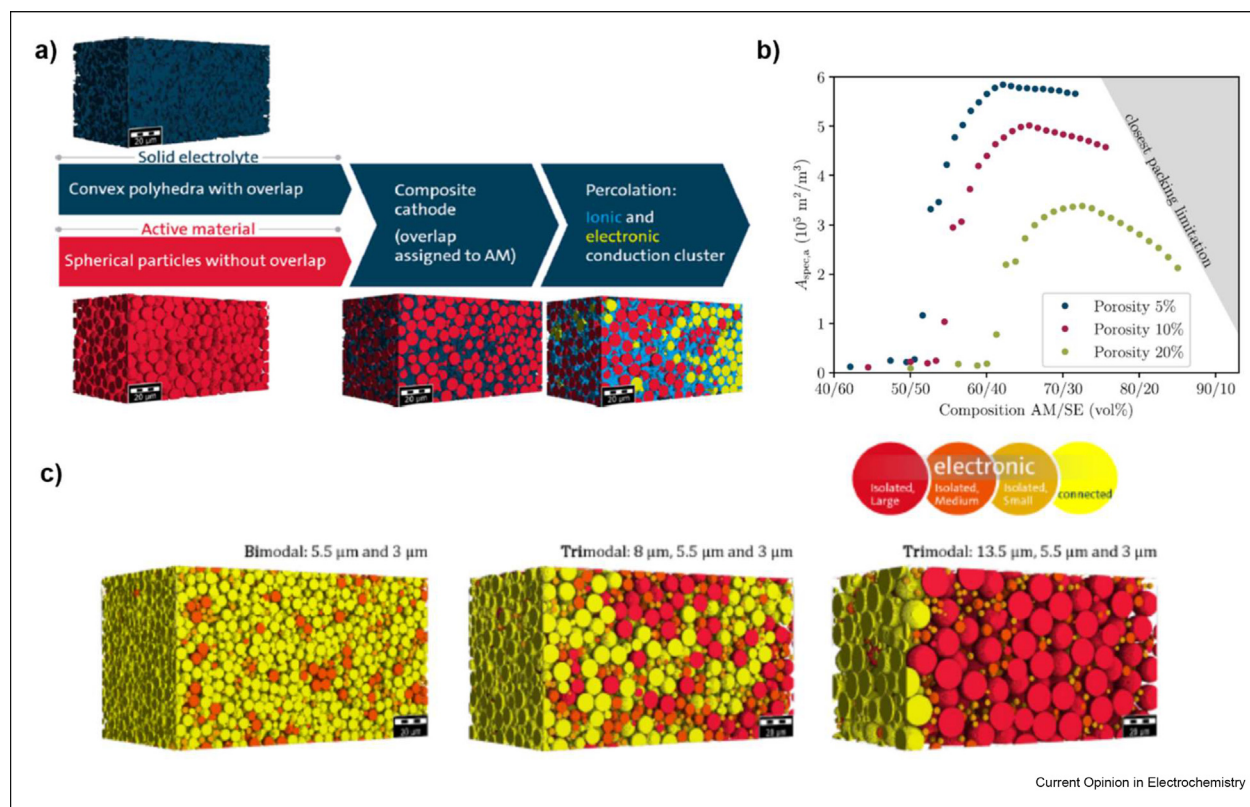 a)
20 μm
Solid electrolyte
Convex polyhedra with overlap
Active material
Spherical particles without overlap
Composite
cathode
(overlap
assigned to AM)
Percolation:
Ionic and
electronic
conduction cluster
20 μm
20 μm
20 μm
b)
6
5
4
3
2
1
0
A spec,a (10⁵ m²/m³)
closest packing limitation
Porosity 5%
Porosity 10%
Porosity 20%
40/60 50/50 60/40 70/30 80/20 90/10
Composition AM/SE (vol%)
c)
electronic
Isolated,
Large
Isolated,
Medium
Isolated,
Small
connected
Bimodal: 5.5 μm and 3 μm
Trimodal: 8 μm, 5.5 μm and 3 μm
Trimodal: 13.5 μm, 5.5 μm and 3 μm
20 μm
20 μm
20 μm
Current Opinion in Electrochemistry